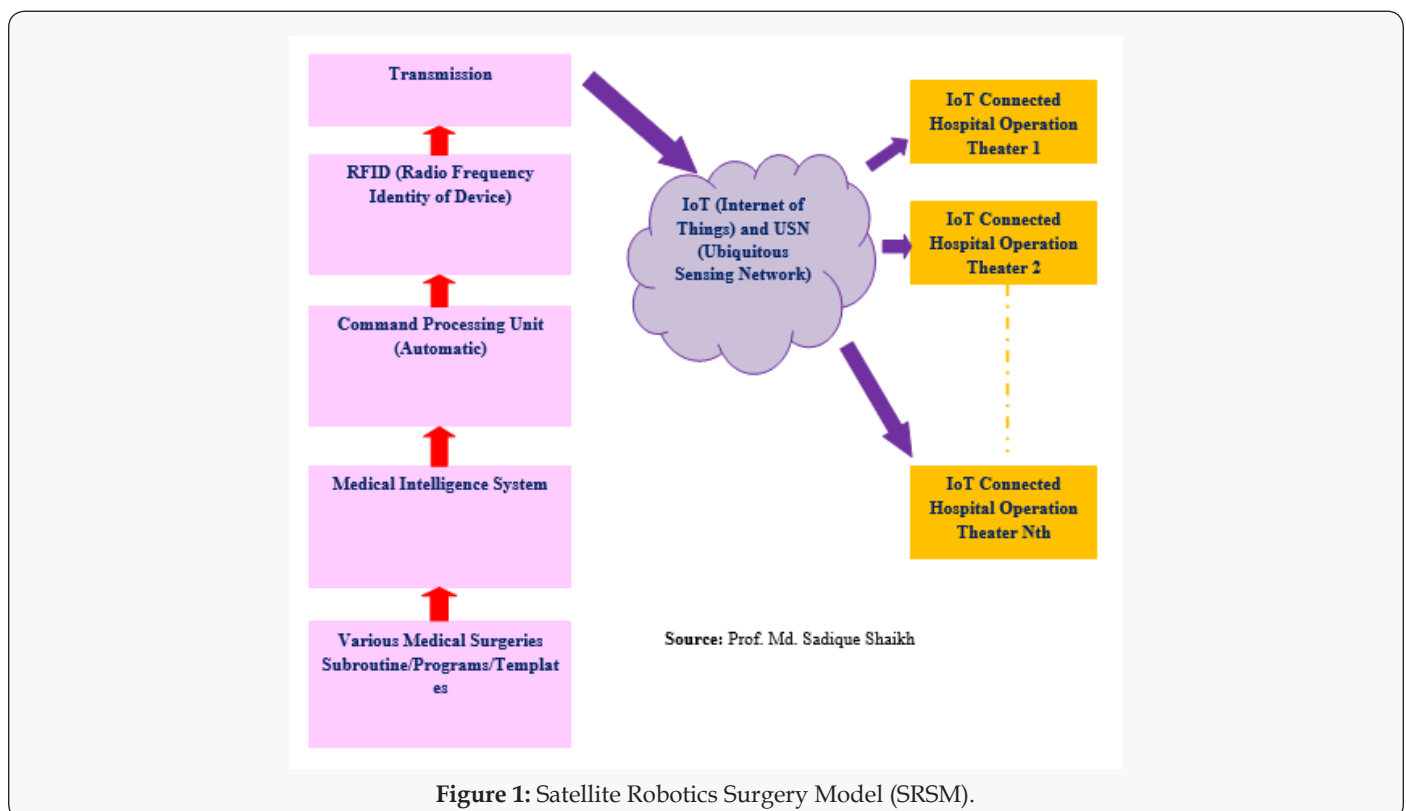 Transmission
RFID (Radio Frequency
Identity of Device)
Command Processing Unit
(Automatic)
Medical Intelligence System
Various Medical Surgeries
Subroutine/Programs/Templat
es
IoT (Internet of
Things) and USN
(Ubiquitous
Sensing Network)
IoT Connected
Hospital Operation
Theater 1
IoT Connected
Hospital Operation
Theater 2
IoT Connected
Hospital Operation
Theater Nth
Source: Prof. Md. Sadique Shaikh
Figure 1: Satellite Robotics Surgery Model (SRSM).